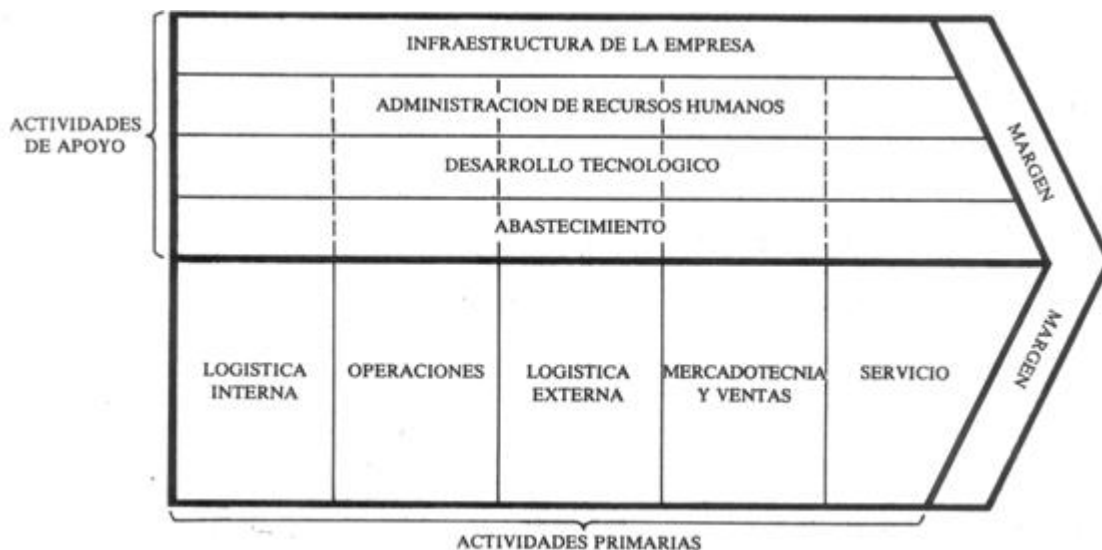 INFRAESTRUCTURA DE LA EMPRESA
ADMINISTRACION DE RECURSOS HUMANOS
ACTIVIDADES
DE APOYO
DESARROLLO TECNOLOGICO
ABASTECIMIENTO
MARGEN
LOGISTICA
INTERNA
OPERACIONES
LOGISTICA
EXTERNA
MERCADOTECNIA
Y VENTAS
SERVICIO
MARGEN
ACTIVIDADES PRIMARIAS